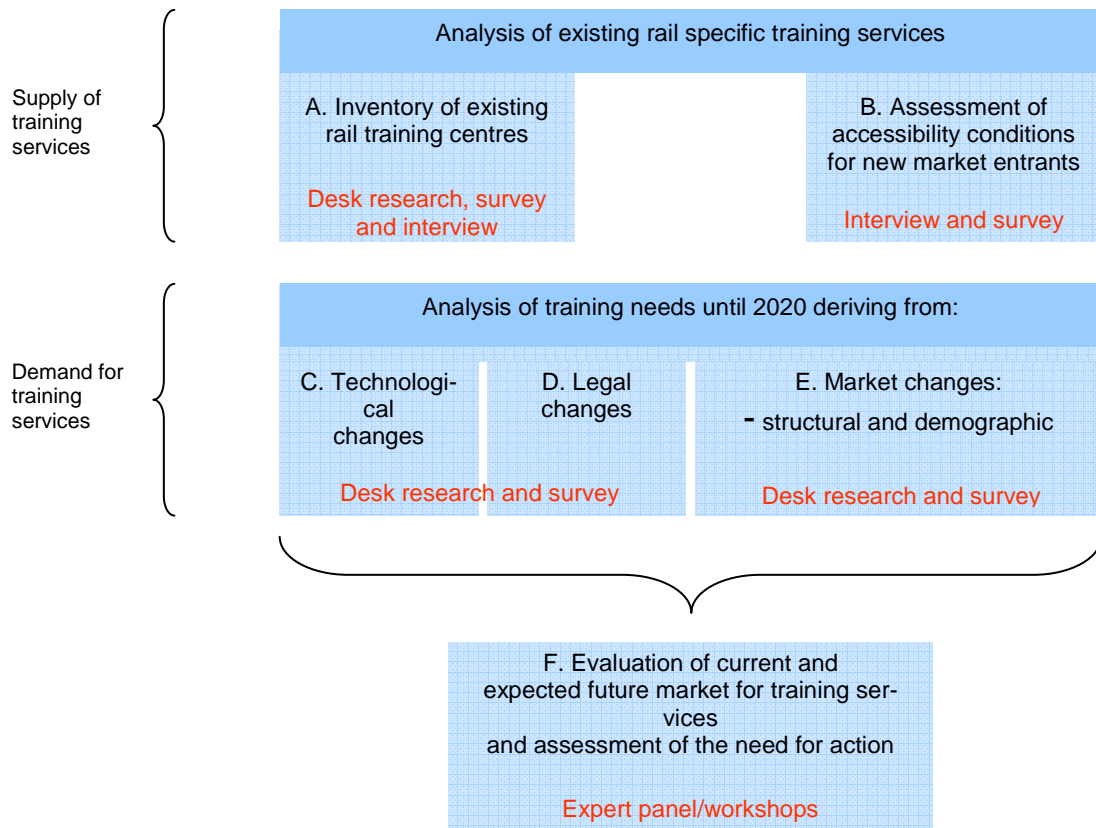 Analysis of existing rail specific training services
Supply of
training
services
A. Inventory of existing
rail training centres
Desk research, survey
and interview
B. Assessment of
accessibility conditions
for new market entrants
Interview and survey
Analysis of training needs until 2020 deriving from:
Demand for
training
services
C. Technologi-
cal
changes
D. Legal
changes
Desk research and survey
E. Market changes:
- structural and demographic
Desk research and survey
F. Evaluation of current and
expected future market for training ser-
vices
and assessment of the need for action
Expert panel/workshops